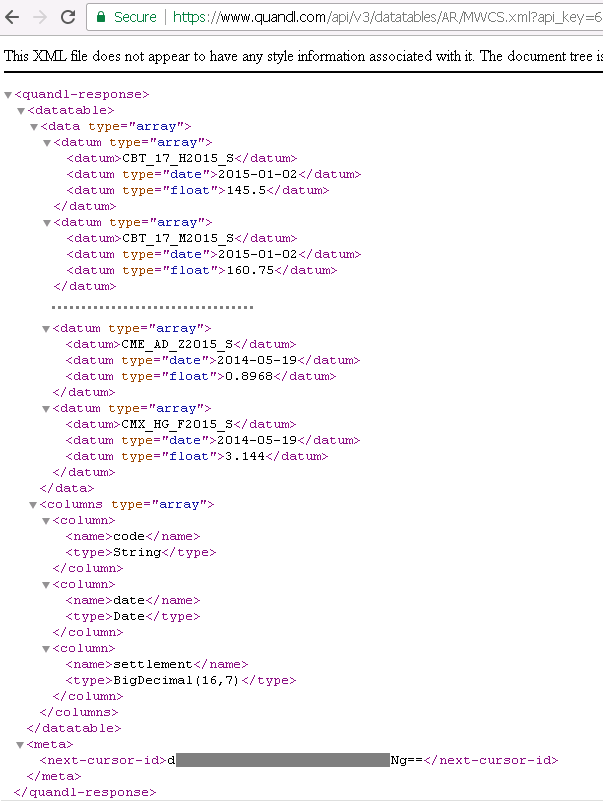 Secure https://www.quandl.com/api/v3/datatables/AR/MWCS.xml?api_key=6
This XML file does not appear to have any style information associated with it. The document tree is
<quandl-response>
<datatable>
<data type="array">
<datum type="array">
<datum>CBT_17_H2015_S</datum>
<datum type="date">2015-01-02</datum>
<datum type="float">145.5</datum>
</datum>
<datum type="array">
<datum>CBT_17_M2015_S</datum>
<datum type="date">2015-01-02</datum>
<datum type="float">160.75</datum>
</datum>
<datum type="array">
<datum>CME_AD_Z2015_S</datum>
<datum type="date">2014-05-19</datum>
<datum type="float">0.8968</datum>
</datum>
<datum type="array">
<datum>CMX_HG_F2016_S</datum>
<datum type="date">2014-05-19</datum>
<datum type="float">3.144</datum>
</datum>
</data>
<columns type="array">
<column>
<name>code</name>
<type>String</type>
</column>
<column>
<name>date</name>
<type>Date</type>
</column>
<column>
<name>settlement</name>
<type>BigDecimal(16,7)</type>
</column>
</columns>
</datatable>
<meta>
<next-cursor-id>d Ng==</next-cursor-id>
</meta>
</quandl-response>